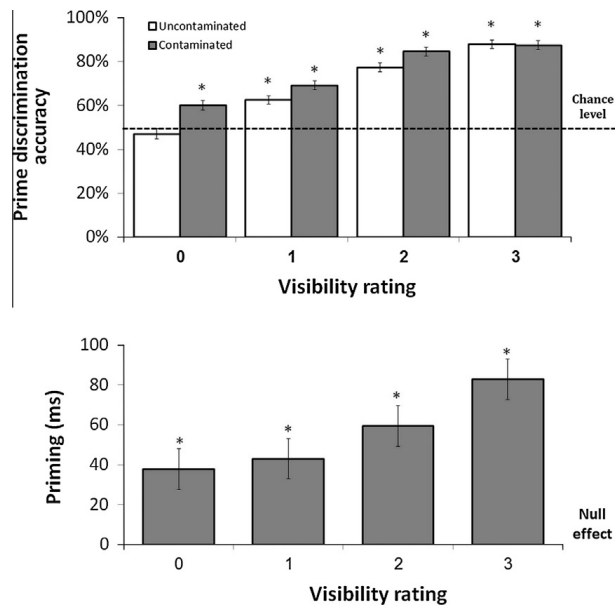 100%
80%
60%
40%
20%
0%
Prime discrimination
accuracy
Uncontaminated
Contaminated
*
*
*
*
*
*
*
Chance
level
0
1
2
3
Visibility rating
100
80
60
40
20
0
Priming (ms)
*
*
*
*
Null
effect
0
1
2
3
Visibility rating